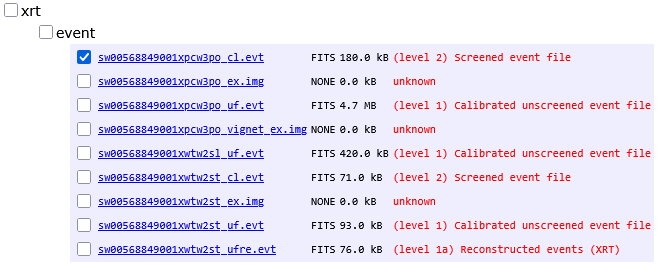 xrt
event
sw00568849001xpcw3po_cl.evt FITS 180.0 kB (level 2) Screened event file
sw00568849001xpcw3po_ex.img NONE 0.0 kB unknown
sw00568849001xpcw3po_uf.evt FITS 4.7 MB (level 1) Calibrated unscreened event file
sw00568849001xpcw3po_vignet_ex.img NONE 0.0 kB unknown
sw00568849001xwtw2sl_uf.evt FITS 420.0 kB (level 1) Calibrated unscreened event file
sw00568849001xwtw2st_cl.evt FITS 71.0 kB (level 2) Screened event file
sw00568849001xwtw2st_ex.img NONE 0.0 kB unknown
sw00568849001xwtw2st_uf.evt FITS 93.0 kB (level 1) Calibrated unscreened event file
sw00568849001xwtw2st_ufre.evt FITS 76.0 kB (level 1a) Reconstructed events (XRT)